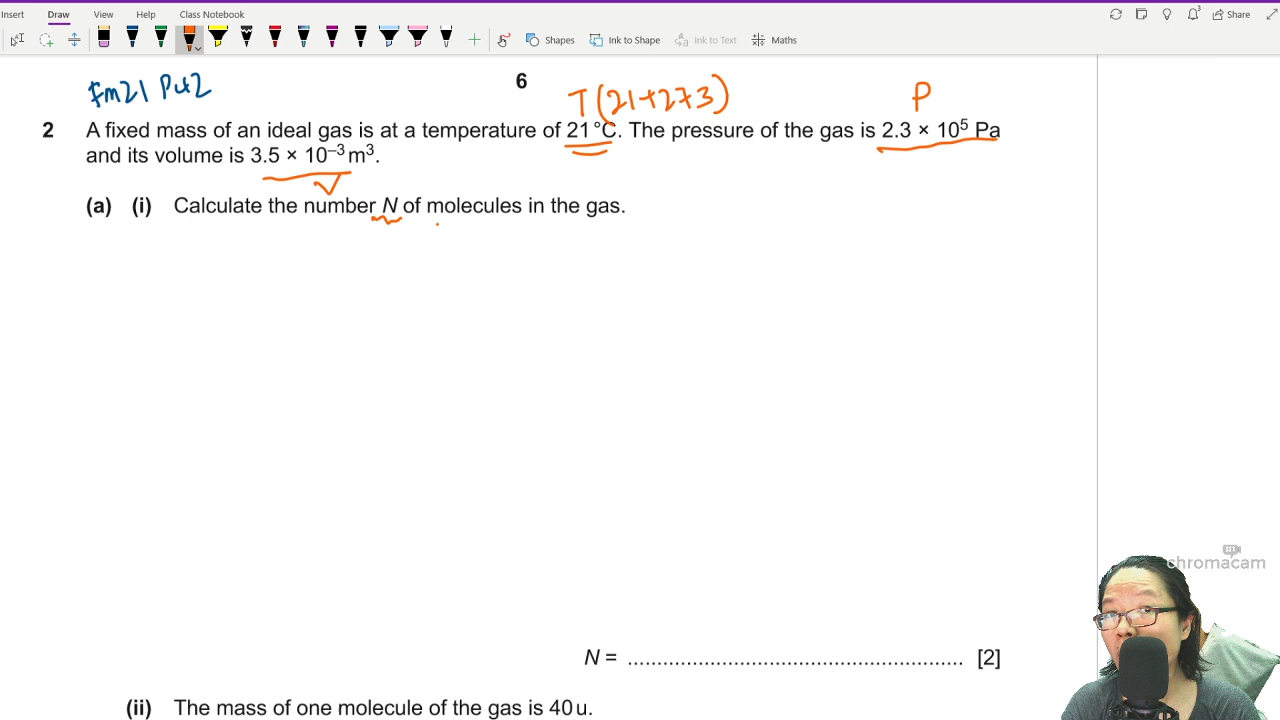 Insert Draw View Help Class Notebook Share
Shapes Ink to Shape Ink to Text Maths
6
T(21+273) P
2 A fixed mass of an ideal gas is at a temperature of 21 °C. The pressure of the gas is 2.3 × 10⁵ Pa
and its volume is 3.5 × 10⁻³ m³.
(a) (i) Calculate the number N of molecules in the gas.
chromacam
N = ........................................................ [2]
(ii) The mass of one molecule of the gas is 40 u.